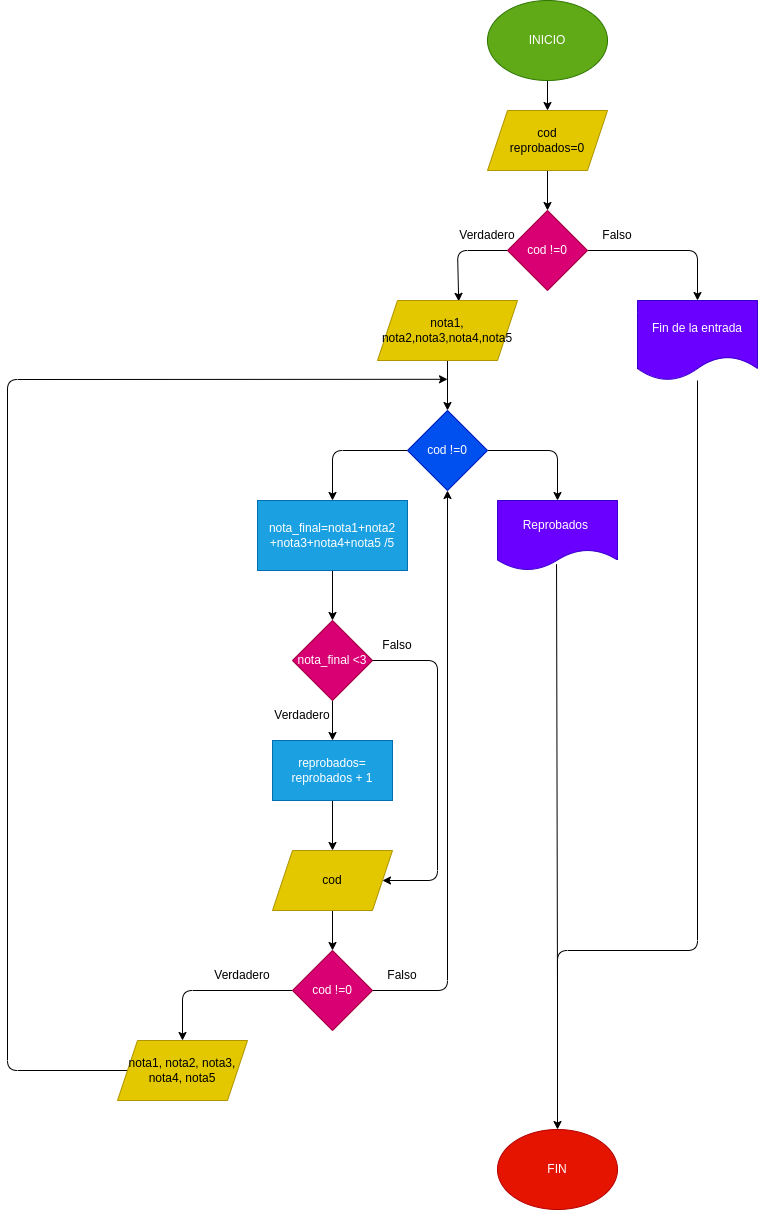 INICIO
cod
reprobados=0
Verdadero
cod !=0
Falso
nota1,
nota2,nota3,nota4,nota5
Fin de la entrada
cod !=0
nota_final=nota1+nota2
+nota3+nota4+nota5 /5
Reprobados
Falso
nota_final <3
Verdadero
reprobados=
reprobados + 1
cod
Verdadero
cod !=0
Falso
nota1, nota2, nota3,
nota4, nota5
FIN